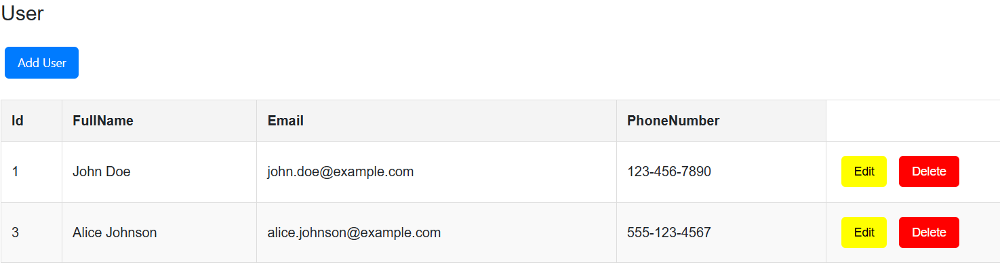 User
Add User
Id FullName Email PhoneNumber
1 John Doe john.doe@example.com 123-456-7890 Edit Delete
3 Alice Johnson alice.johnson@example.com 555-123-4567 Edit Delete